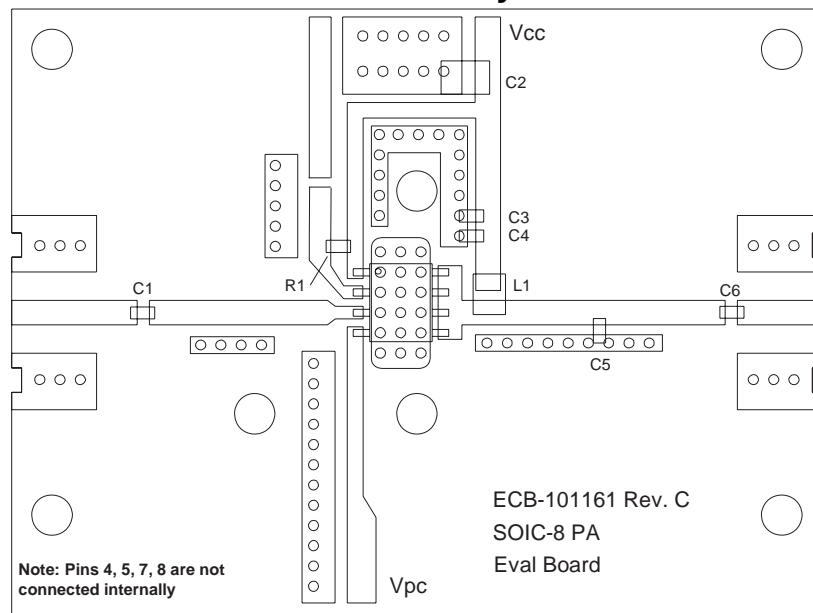 Vcc
C2
C3
C4
R1
L1
C1
C6
C5
ECB-101161 Rev. C
SOIC-8 PA
Eval Board
Note: Pins 4, 5, 7, 8 are not
connected internally
Vpc